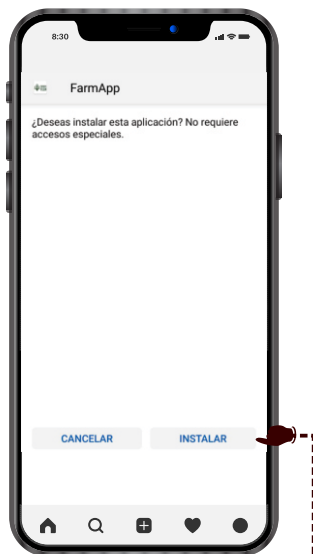 8:30
FarmApp
¿Deseas instalar esta aplicación? No requiere
accesos especiales.
CANCELAR
INSTALAR